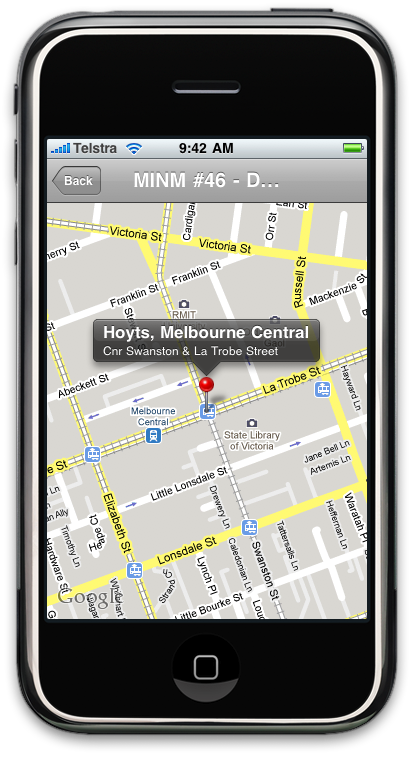 Telstra
9:42 AM
Back
MINM #46 - D...
Cardigan
Orr St
Earl St
Victoria St
Victoria St
Russell St
Franklin St
Franklin St
Mackenzie St
RMIT
Hoyts, Melbourne Central
Cnr Swanston & La Trobe Street
Abeckett St
La Trobe St
Hayward Ln
Melbourne
Central
State Library
of Victoria
e St
Jane Bell Ln
Artemis Ln
Little Lonsdale St
Drewery Ln
Elizabeth St
Timothy Ln
Hardware St
Lonsdale St
Caledonian Ln
Swanston St
Tattersalls Ln
Heffernan Ln
Waratah Pl
Lynch Pl
Little Bourke St
Google